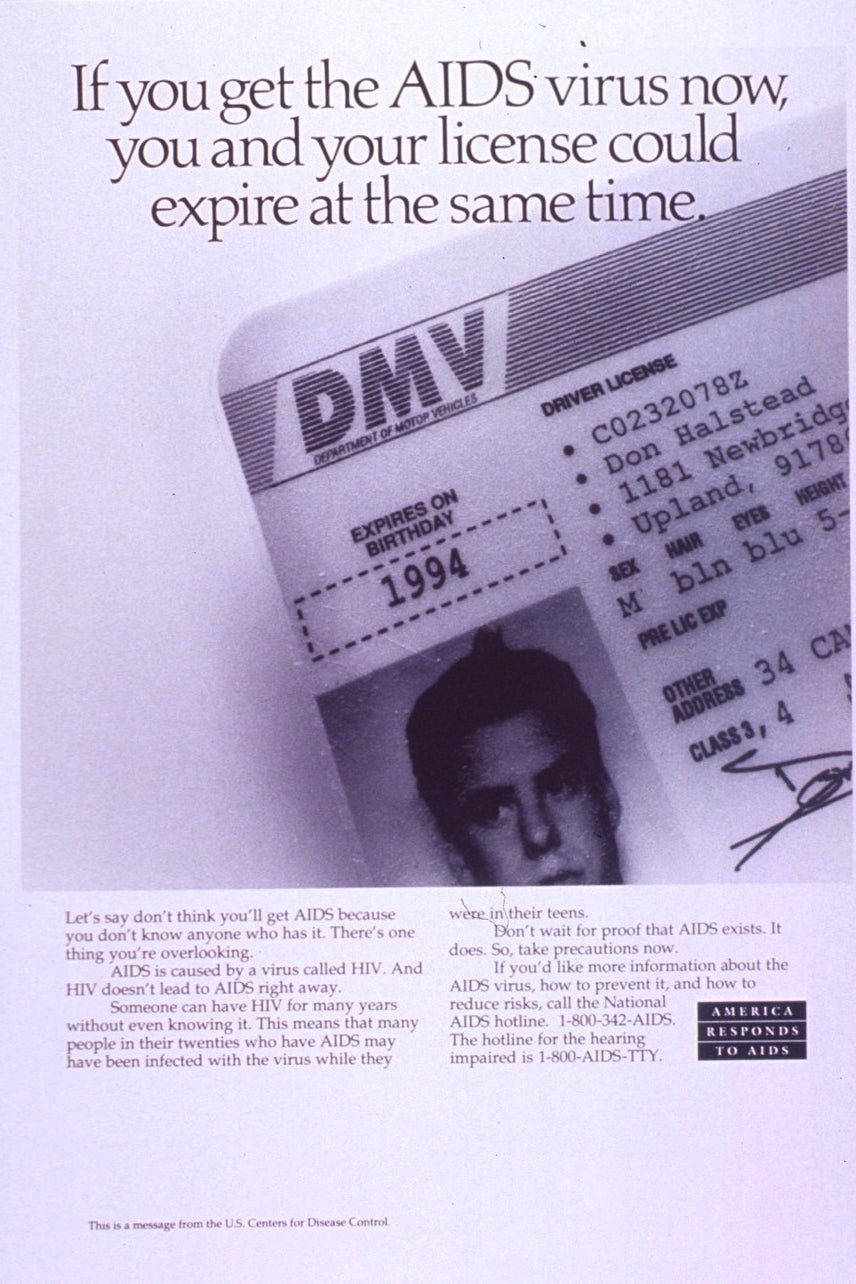 If you get the AIDS virus now,
you and your license could
expire at the same time.
DMV
DEPARTMENT OF MOTOR VEHICLES
DRIVER LICENSE
• C0232078Z
• Don Halstead
• 1181 Newbridg
• Upland, 9178
EXPIRES ON
BIRTHDAY
1994
SEX HAIR EYES HEIGHT
M bln blu 5-
PRE LIC EXP
OTHER
ADDRESS 34 CA
CLASS 3, 4
Let's say don't think you'll get AIDS because
you don't know anyone who has it. There's one
thing you're overlooking.
AIDS is caused by a virus called HIV. And
HIV doesn't lead to AIDS right away.
Someone can have HIV for many years
without even knowing it. This means that many
people in their twenties who have AIDS may
have been infected with the virus while they
were in their teens.
Don't wait for proof that AIDS exists. It
does. So, take precautions now.
If you'd like more information about the
AIDS virus, how to prevent it, and how to
reduce risks, call the National
AIDS hotline. 1-800-342-AIDS.
The hotline for the hearing
impaired is 1-800-AIDS-TTY.
AMERICA
RESPONDS
TO AIDS
This is a message from the U.S. Centers for Disease Control.